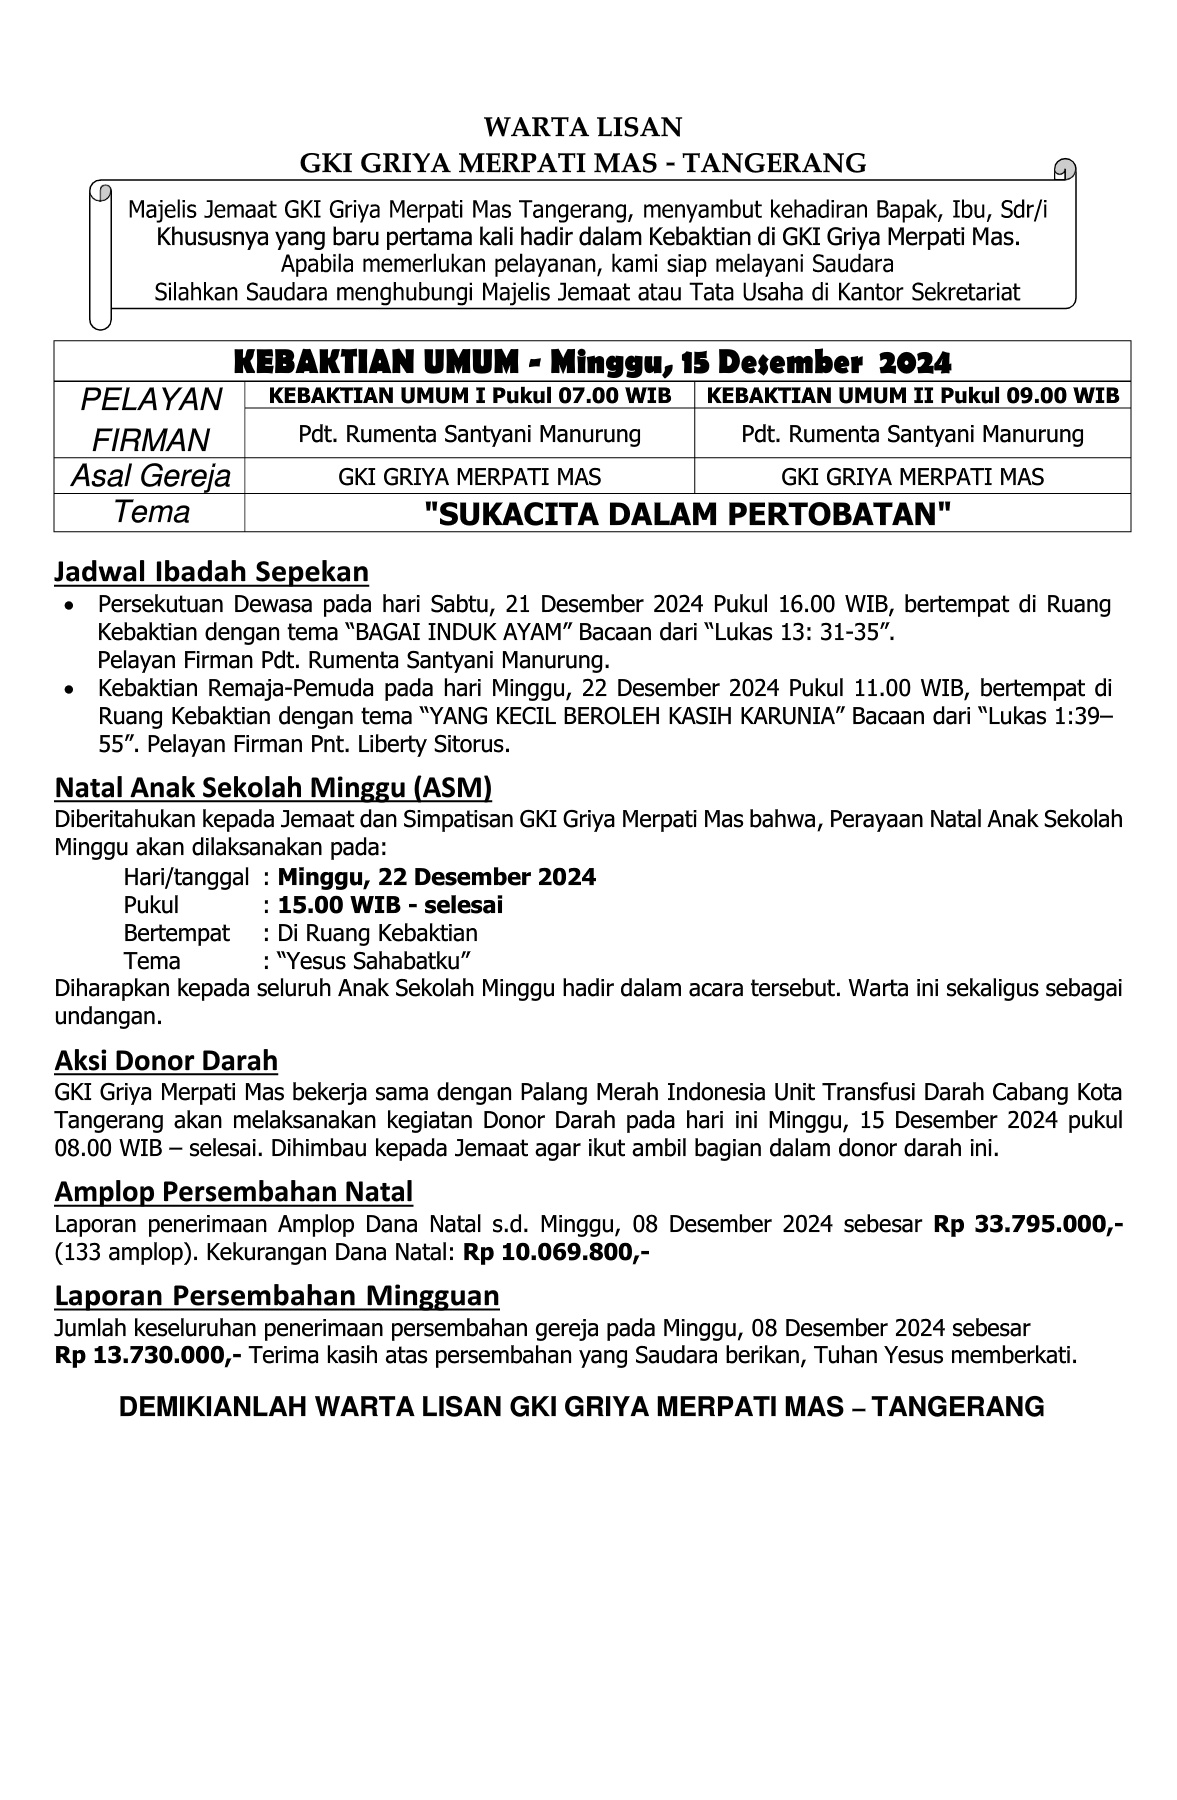 WARTA LISAN
GKI GRIYA MERPATI MAS - TANGERANG
Majelis Jemaat GKI Griya Merpati Mas Tangerang, menyambut kehadiran Bapak, Ibu, Sdr/i
Khususnya yang baru pertama kali hadir dalam Kebaktian di GKI Griya Merpati Mas.
Apabila memerlukan pelayanan, kami siap melayani Saudara
Silahkan Saudara menghubungi Majelis Jemaat atau Tata Usaha di Kantor Sekretariat
KEBAKTIAN UMUM - Minggu, 15 Desember 2024
PELAYAN FIRMAN
KEBAKTIAN UMUM I Pukul 07.00 WIB KEBAKTIAN UMUM II Pukul 09.00 WIB
Pdt. Rumenta Santyani Manurung Pdt. Rumenta Santyani Manurung
Asal Gereja GKI GRIYA MERPATI MAS GKI GRIYA MERPATI MAS
Tema "SUKACITA DALAM PERTOBATAN"
Jadwal Ibadah Sepekan
• Persekutuan Dewasa pada hari Sabtu, 21 Desember 2024 Pukul 16.00 WIB, bertempat di Ruang
Kebaktian dengan tema “BAGAI INDUK AYAM” Bacaan dari “Lukas 13: 31-35”.
Pelayan Firman Pdt. Rumenta Santyani Manurung.
• Kebaktian Remaja-Pemuda pada hari Minggu, 22 Desember 2024 Pukul 11.00 WIB, bertempat di
Ruang Kebaktian dengan tema “YANG KECIL BEROLEH KASIH KARUNIA” Bacaan dari “Lukas 1:39–
55”. Pelayan Firman Pnt. Liberty Sitorus.
Natal Anak Sekolah Minggu (ASM)
Diberitahukan kepada Jemaat dan Simpatisan GKI Griya Merpati Mas bahwa, Perayaan Natal Anak Sekolah
Minggu akan dilaksanakan pada:
Hari/tanggal : Minggu, 22 Desember 2024
Pukul : 15.00 WIB - selesai
Bertempat : Di Ruang Kebaktian
Tema : “Yesus Sahabatku”
Diharapkan kepada seluruh Anak Sekolah Minggu hadir dalam acara tersebut. Warta ini sekaligus sebagai
undangan.
Aksi Donor Darah
GKI Griya Merpati Mas bekerja sama dengan Palang Merah Indonesia Unit Transfusi Darah Cabang Kota
Tangerang akan melaksanakan kegiatan Donor Darah pada hari ini Minggu, 15 Desember 2024 pukul
08.00 WIB – selesai. Dihimbau kepada Jemaat agar ikut ambil bagian dalam donor darah ini.
Amplop Persembahan Natal
Laporan penerimaan Amplop Dana Natal s.d. Minggu, 08 Desember 2024 sebesar Rp 33.795.000,-
(133 amplop). Kekurangan Dana Natal: Rp 10.069.800,-
Laporan Persembahan Mingguan
Jumlah keseluruhan penerimaan persembahan gereja pada Minggu, 08 Desember 2024 sebesar
Rp 13.730.000,- Terima kasih atas persembahan yang Saudara berikan, Tuhan Yesus memberkati.
DEMIKIANLAH WARTA LISAN GKI GRIYA MERPATI MAS – TANGERANG